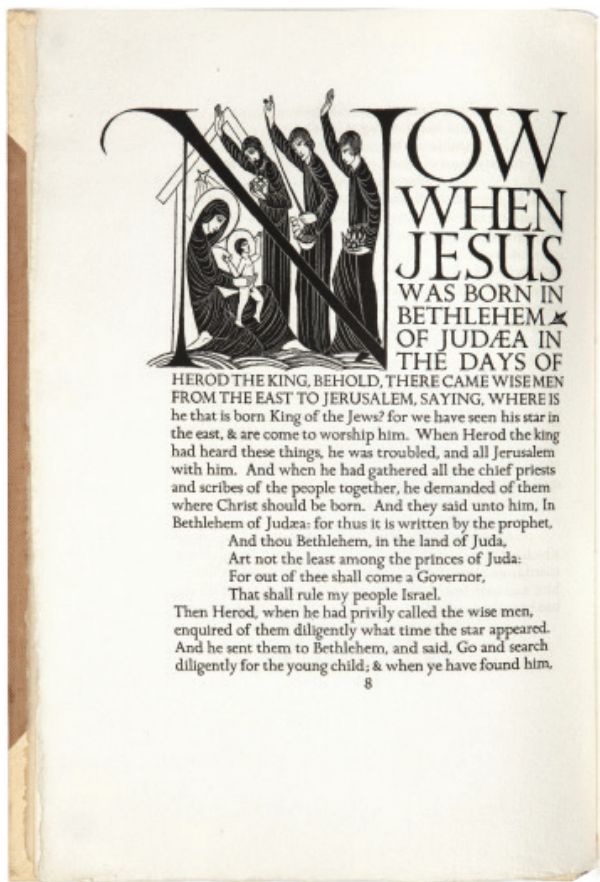 NOW
WHEN
JESUS
WAS BORN IN
BETHLEHEM
OF JUDÆA IN
THE DAYS OF
HEROD THE KING, BEHOLD, THERE CAME WISE MEN
FROM THE EAST TO JERUSALEM, SAYING, WHERE IS
he that is born King of the Jews? for we have seen his star in
the east, & are come to worship him. When Herod the king
had heard these things, he was troubled, and all Jerusalem
with him. And when he had gathered all the chief priests
and scribes of the people together, he demanded of them
where Christ should be born. And they said unto him, In
Bethlehem of Judæa: for thus it is written by the prophet,
And thou Bethlehem, in the land of Juda,
Art not the least among the princes of Juda:
For out of thee shall come a Governor,
That shall rule my people Israel.
Then Herod, when he had privily called the wise men,
enquired of them diligently what time the star appeared.
And he sent them to Bethlehem, and said, Go and search
diligently for the young child; & when ye have found him,
8